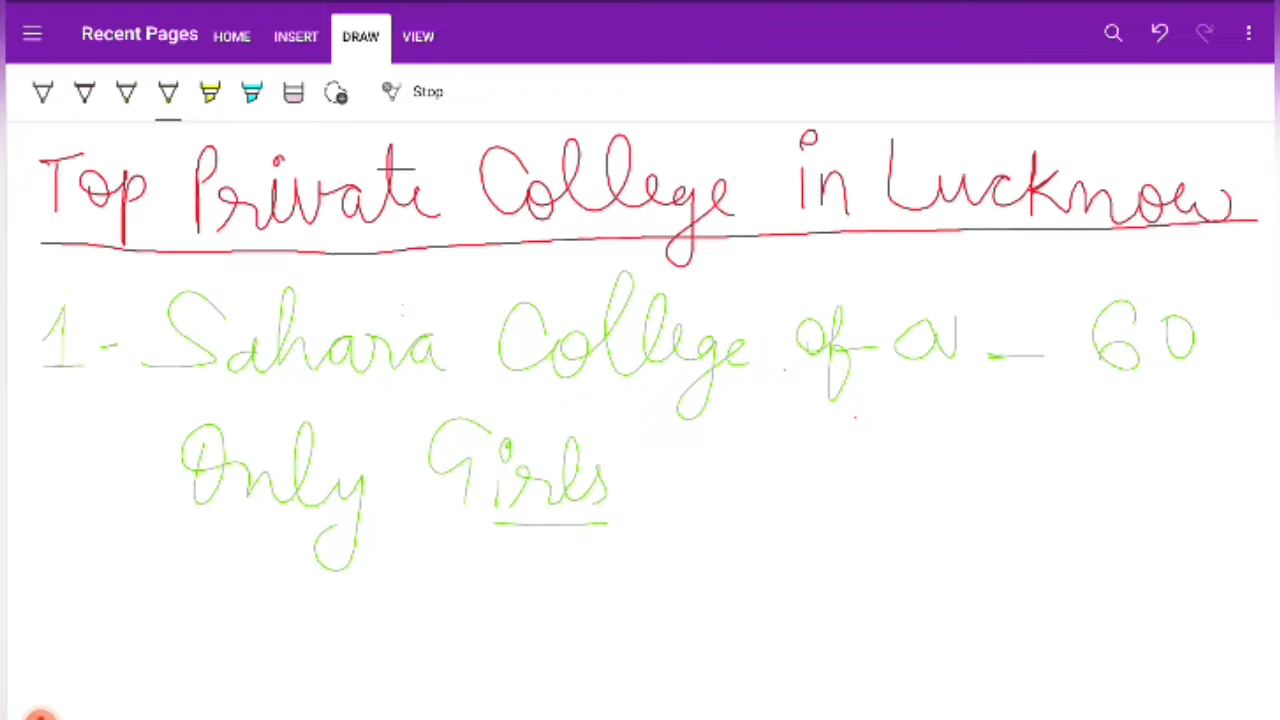 Recent Pages HOME INSERT DRAW VIEW
Stop
Top Private College in Lucknow
1- Sahara College of N - 60
Only Girls